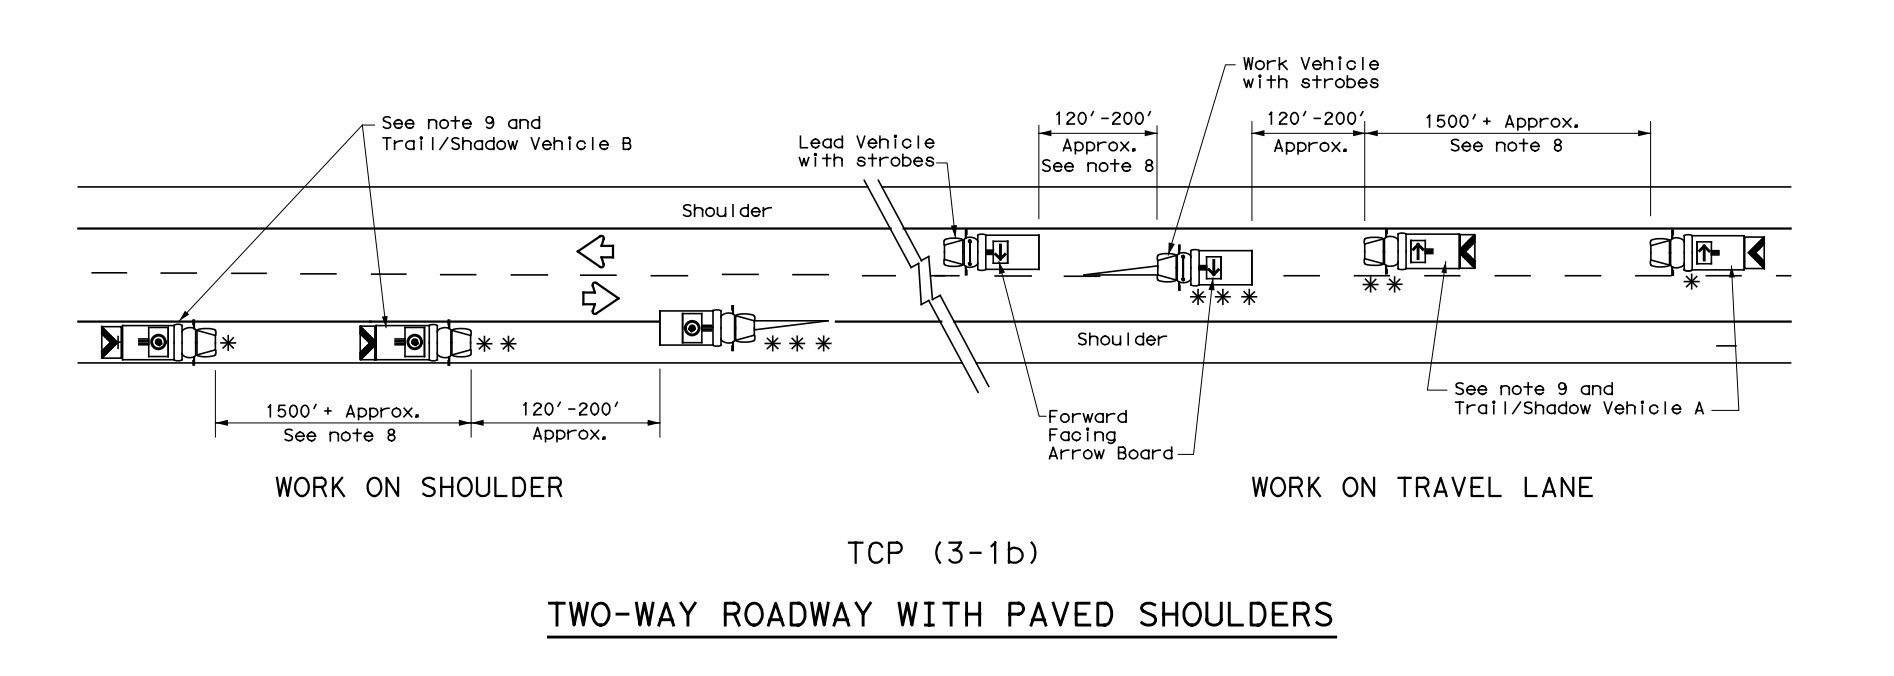 See note 9 and
Trail/Shadow Vehicle B
Shoulder
Lead Vehicle
with strobes
120'-200'
Approx.
See note 8
Work Vehicle
with strobes
120'-200'
Approx.
1500'+ Approx.
See note 8
* 
* *
* * *
* * *
* *
*
Shoulder
1500'+ Approx.
See note 8
120'-200'
Approx.
Forward
Facing
Arrow Board
See note 9 and
Trail/Shadow Vehicle A
WORK ON SHOULDER
WORK ON TRAVEL LANE
TCP (3-1b)
TWO-WAY ROADWAY WITH PAVED SHOULDERS